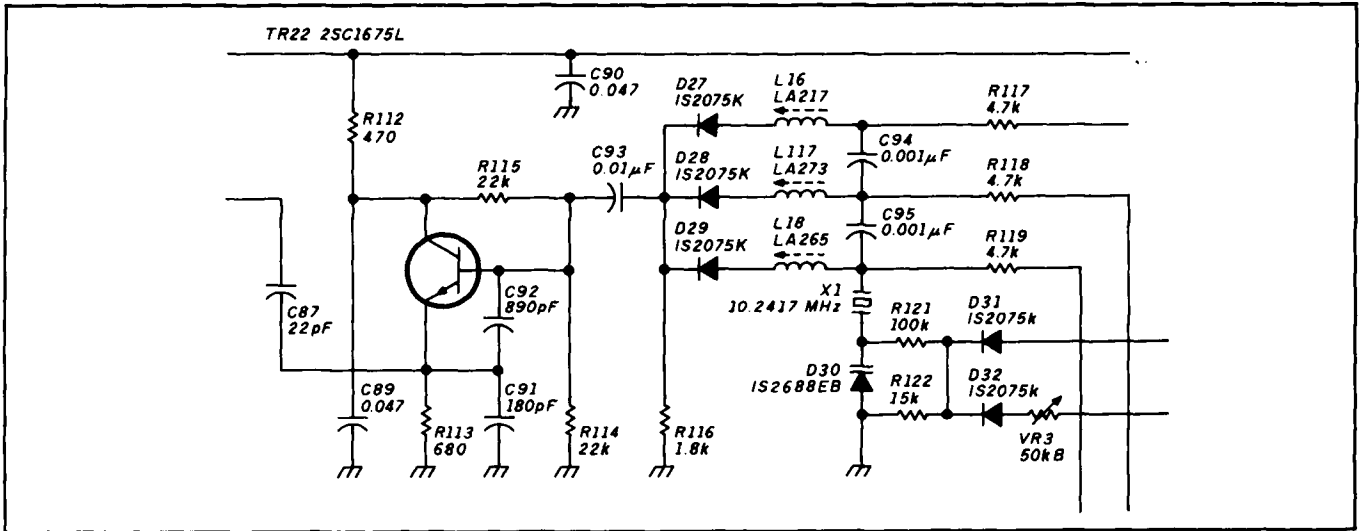 TR22 2SC1675L
C90
0.047
R112
470
D27
IS2075K
L16
LA217
R117
4.7k
C94
0.001μF
R115
22k
C93
0.01μF
D28
IS2075K
L117
LA273
R118
4.7k
C95
0.001μF
D29
IS2075K
L18
LA265
R119
4.7k
C87
22pF
C92
890pF
X1
10.2417 MHz
R121
100k
D31
IS2075k
D30
IS2688EB
R122
15k
D32
IS2075k
C89
0.047
R113
680
C91
180pF
R114
22k
R116
1.8k
VR3
50kB